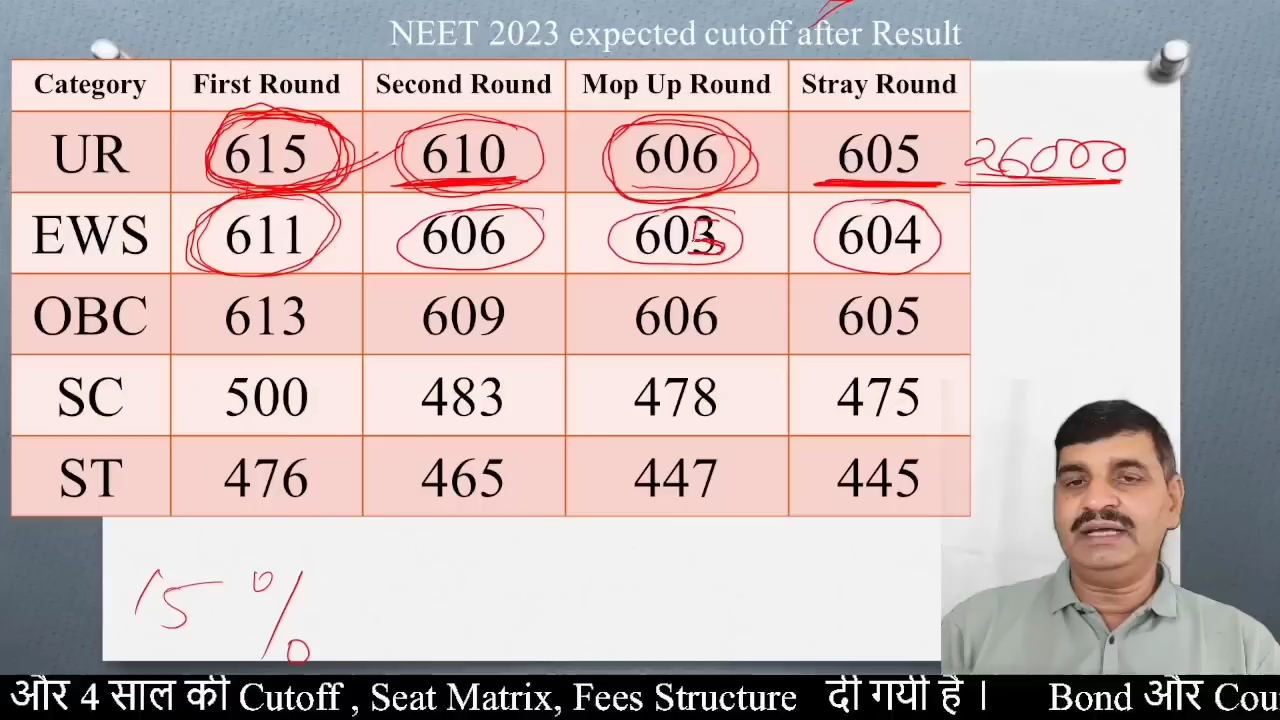 NEET 2023 expected cutoff after Result
Category First Round Second Round Mop Up Round Stray Round
UR 615 610 606 605 26000
EWS 611 606 603 604
OBC 613 609 606 605
SC 500 483 478 475
ST 476 465 447 445
15%
और 4 साल की Cutoff , Seat Matrix, Fees Structure दी गयी है । Bond और Cou